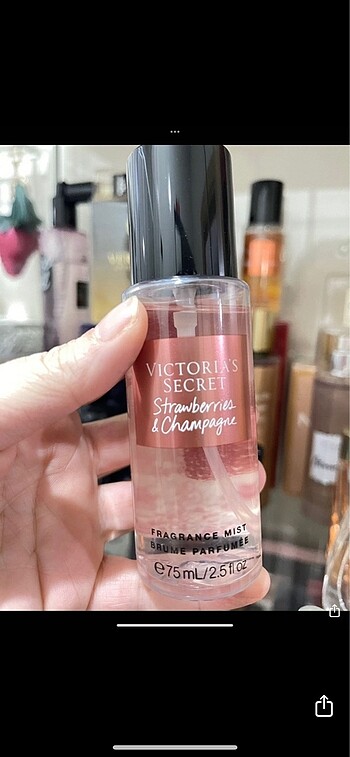 VICTORIA'S
SECRET
Strawberries
& Champagne
FRAGRANCE MIST
BRUME PARFUMÉE
℮75 mL/2.5 fl oz